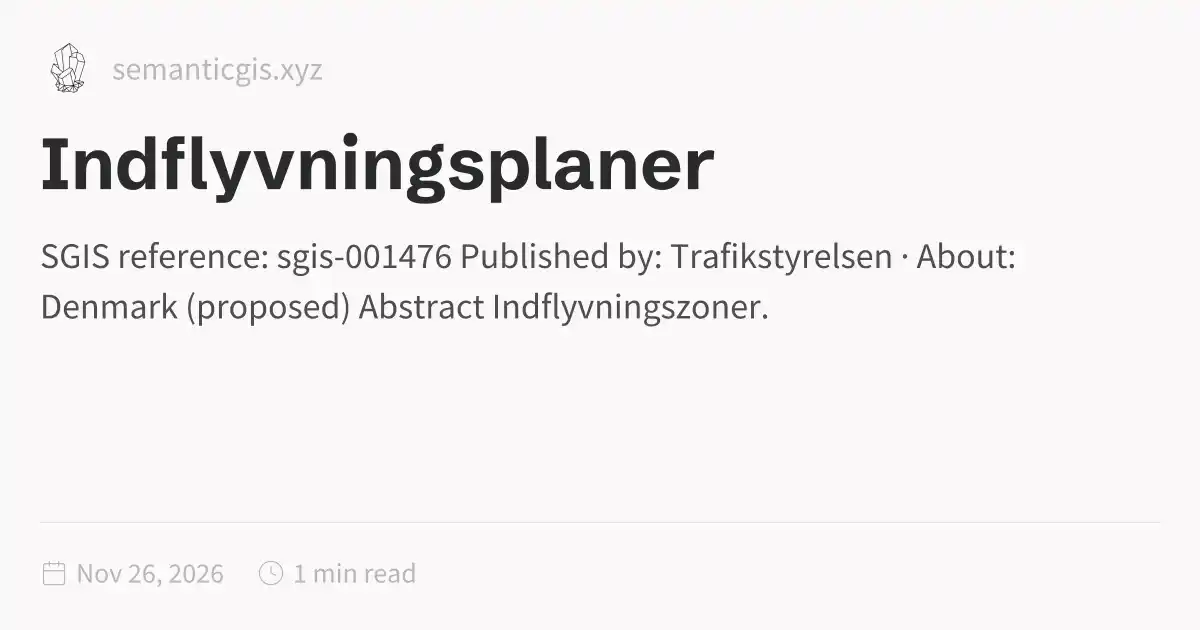 semanticgis.xyz
Indflyvningsplaner
SGIS reference: sgis-001476 Published by: Trafikstyrelsen · About:
Denmark (proposed) Abstract Indflyvningszoner.
Nov 26, 2026 1 min read